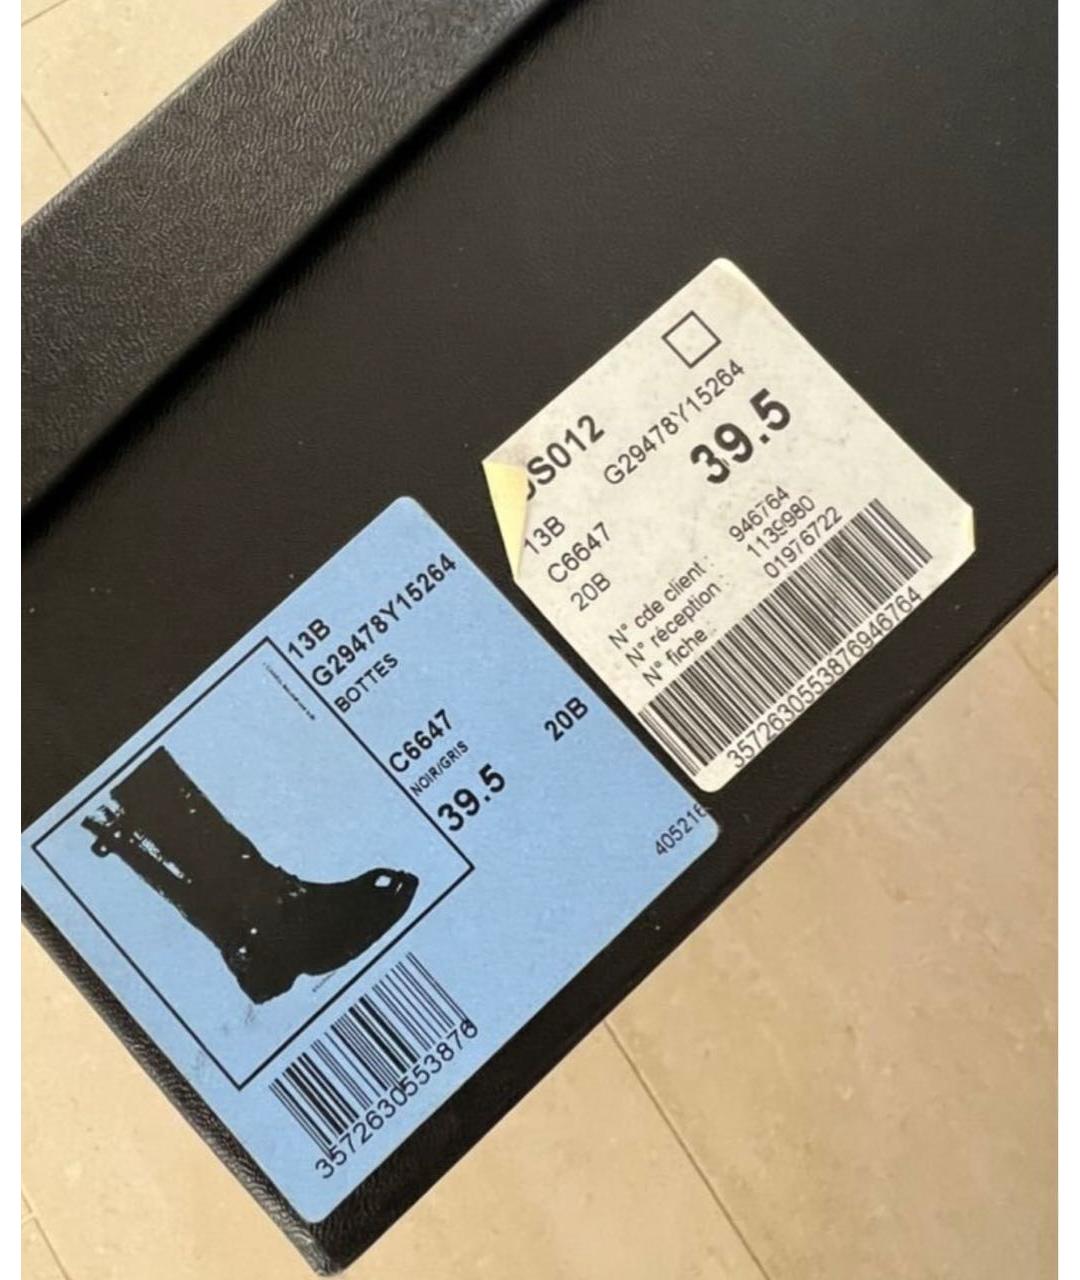 13B
G29478Y15264
BOTTES
C6647
NOIR/GRIS
39.5
20B
3572630553876
S012
G29478Y15264
39.5
13B
C6647
20B
N° cde client : 946764
N° réception : 1139980
N° fiche : 01976722
3572630553876946764